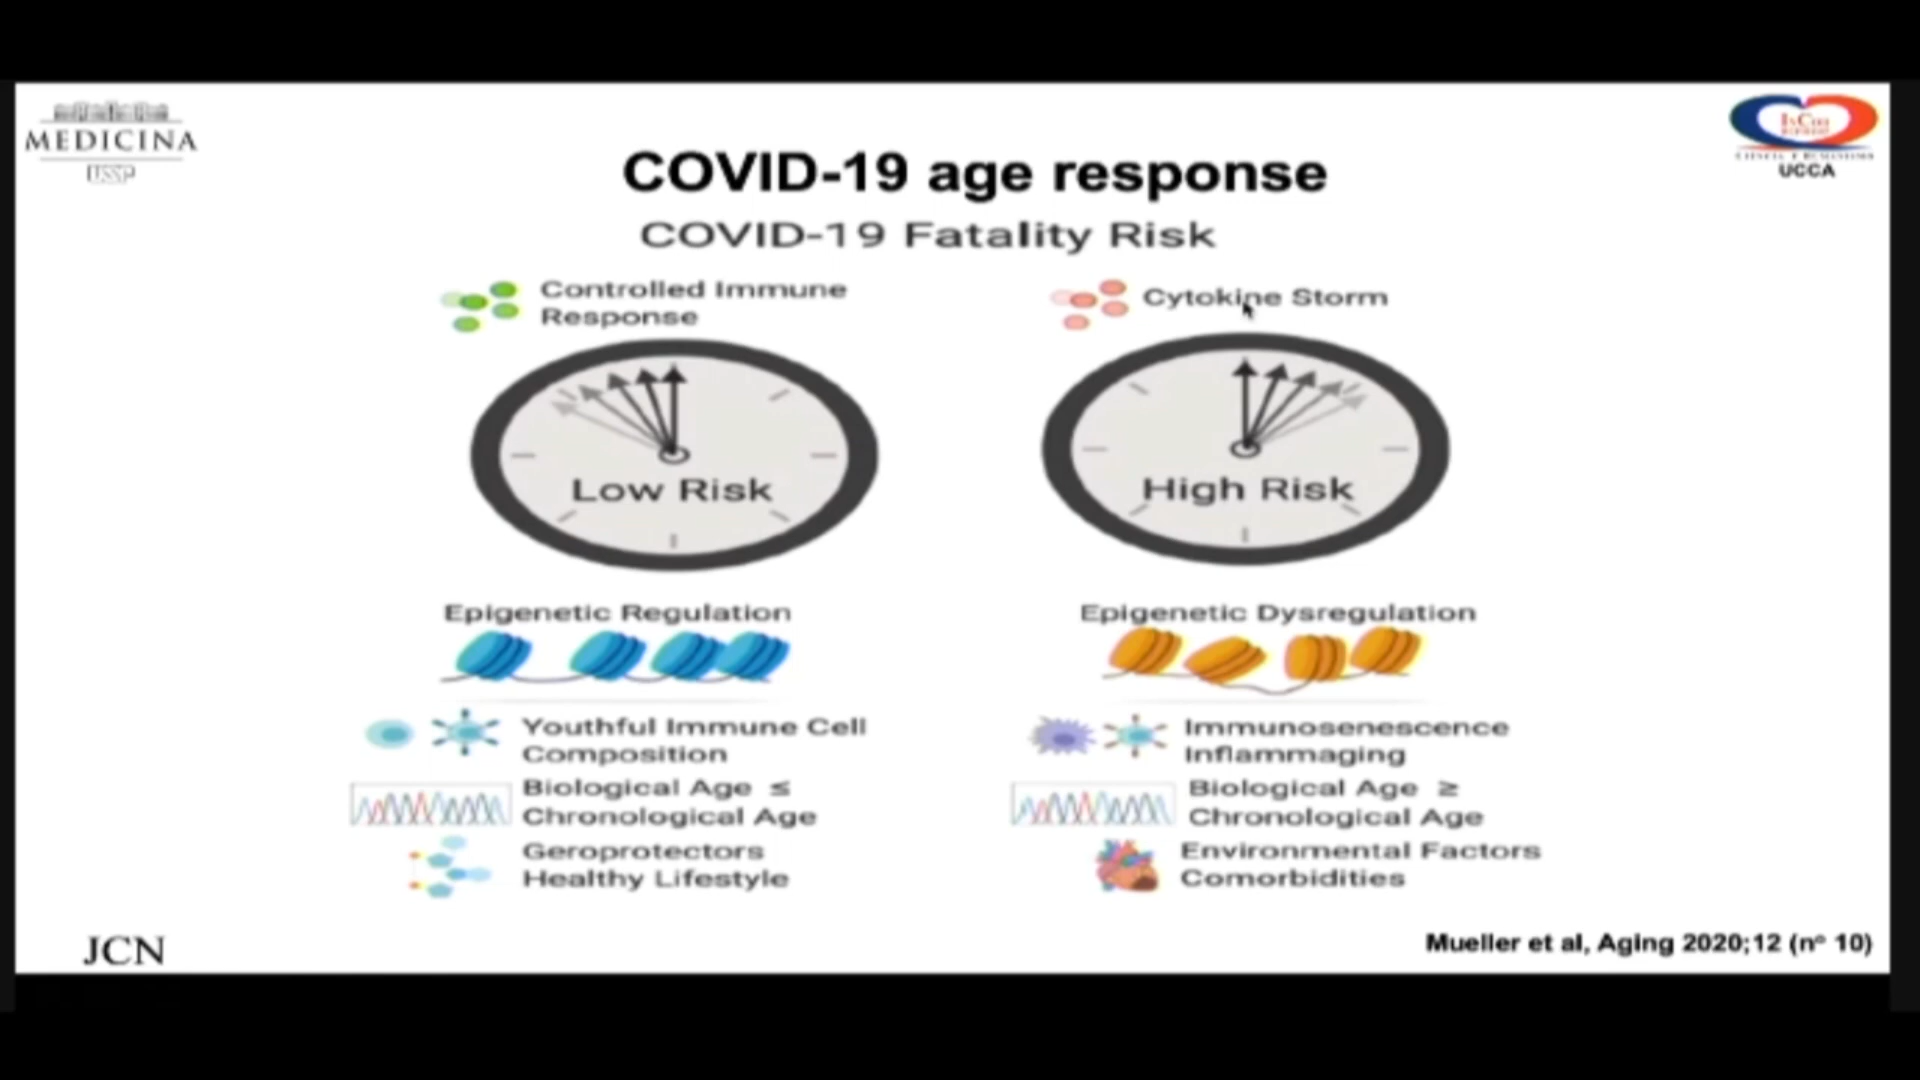 MEDICINA
USP
UCCA
COVID-19 age response
COVID-19 Fatality Risk
Controlled Immune
Response
Cytokine Storm
Low Risk
High Risk
Epigenetic Regulation
Epigenetic Dysregulation
Youthful Immune Cell
Composition
Immunosenescence
Inflammaging
Biological Age ≤
Chronological Age
Biological Age ≥
Chronological Age
Geroprotectors
Healthy Lifestyle
Environmental Factors
Comorbidities
JCN
Mueller et al, Aging 2020;12 (nº 10)